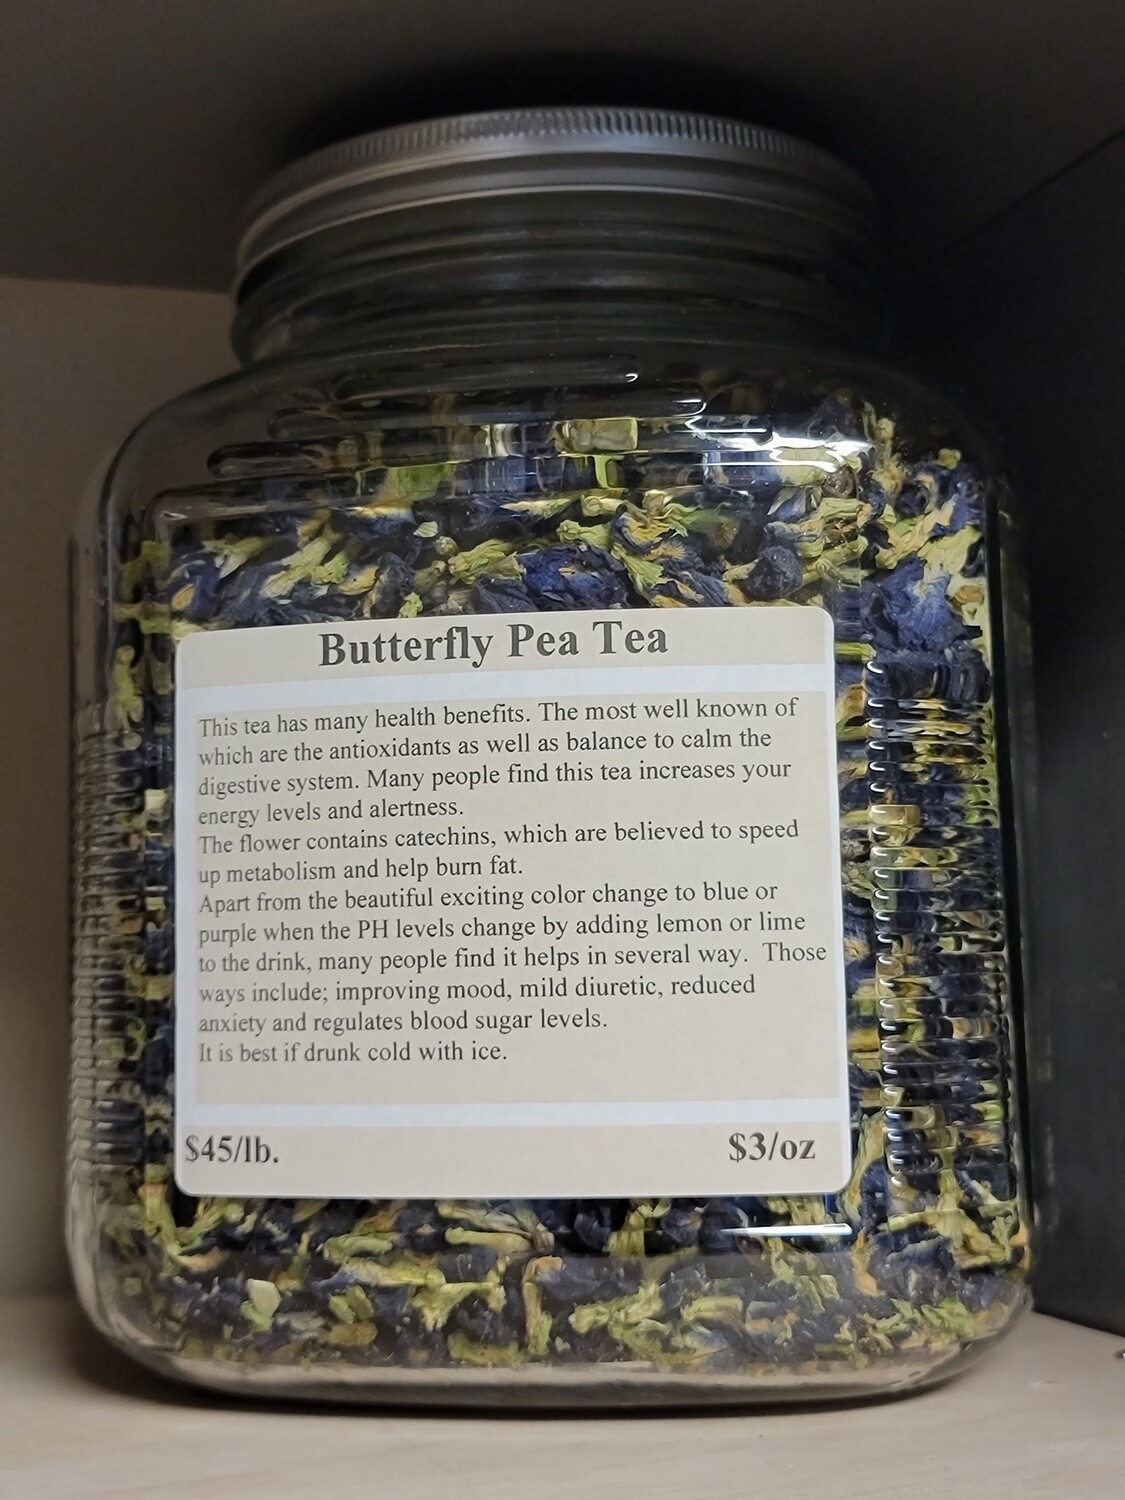 Butterfly Pea Tea
This tea has many health benefits. The most well known of
which are the antioxidants as well as balance to calm the
digestive system. Many people find this tea increases your
energy levels and alertness.
The flower contains catechins, which are believed to speed
up metabolism and help burn fat.
Apart from the beautiful exciting color change to blue or
purple when the PH levels change by adding lemon or lime
to the drink, many people find it helps in several way.  Those
ways include; improving mood, mild diuretic, reduced
anxiety and regulates blood sugar levels.
It is best if drunk cold with ice.
$45/lb. $3/oz